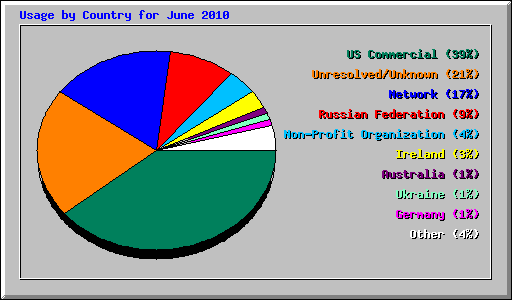 Usage by Country for June 2010
US Commercial (39%)
Unresolved/Unknown (21%)
Network (17%)
Russian Federation (9%)
Non-Profit Organization (4%)
Ireland (3%)
Australia (1%)
Ukraine (1%)
Germany (1%)
Other (4%)